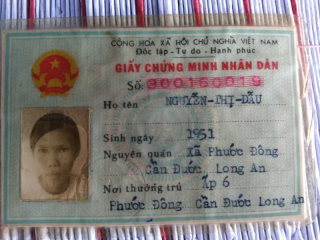 CỘNG HÒA XÃ HỘI CHỦ NGHĨA VIỆT NAM
Độc lập - Tự do - Hạnh phúc
GIẤY CHỨNG MINH NHÂN DÂN
Số: 300160019
Họ tên NGUYỄN-THỊ-DẤU
Sinh ngày 1951
Nguyên quán Xã Phước Đông
Cần Đước Long An
Nơi thường trú Ấp 6
Phước Đông Cần Đước Long An